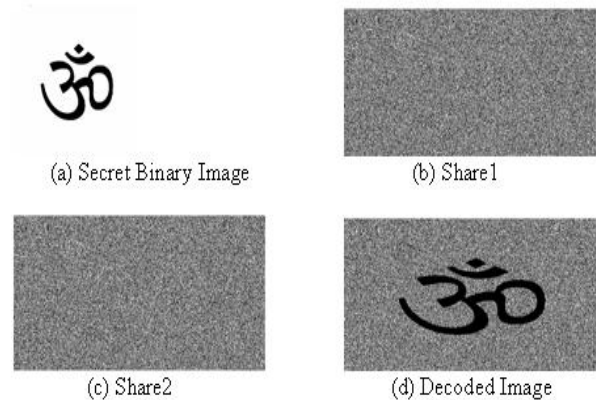 ॐ
(a) Secret Binary Image
(b) Share1
(c) Share2
ॐ
(d) Decoded Image